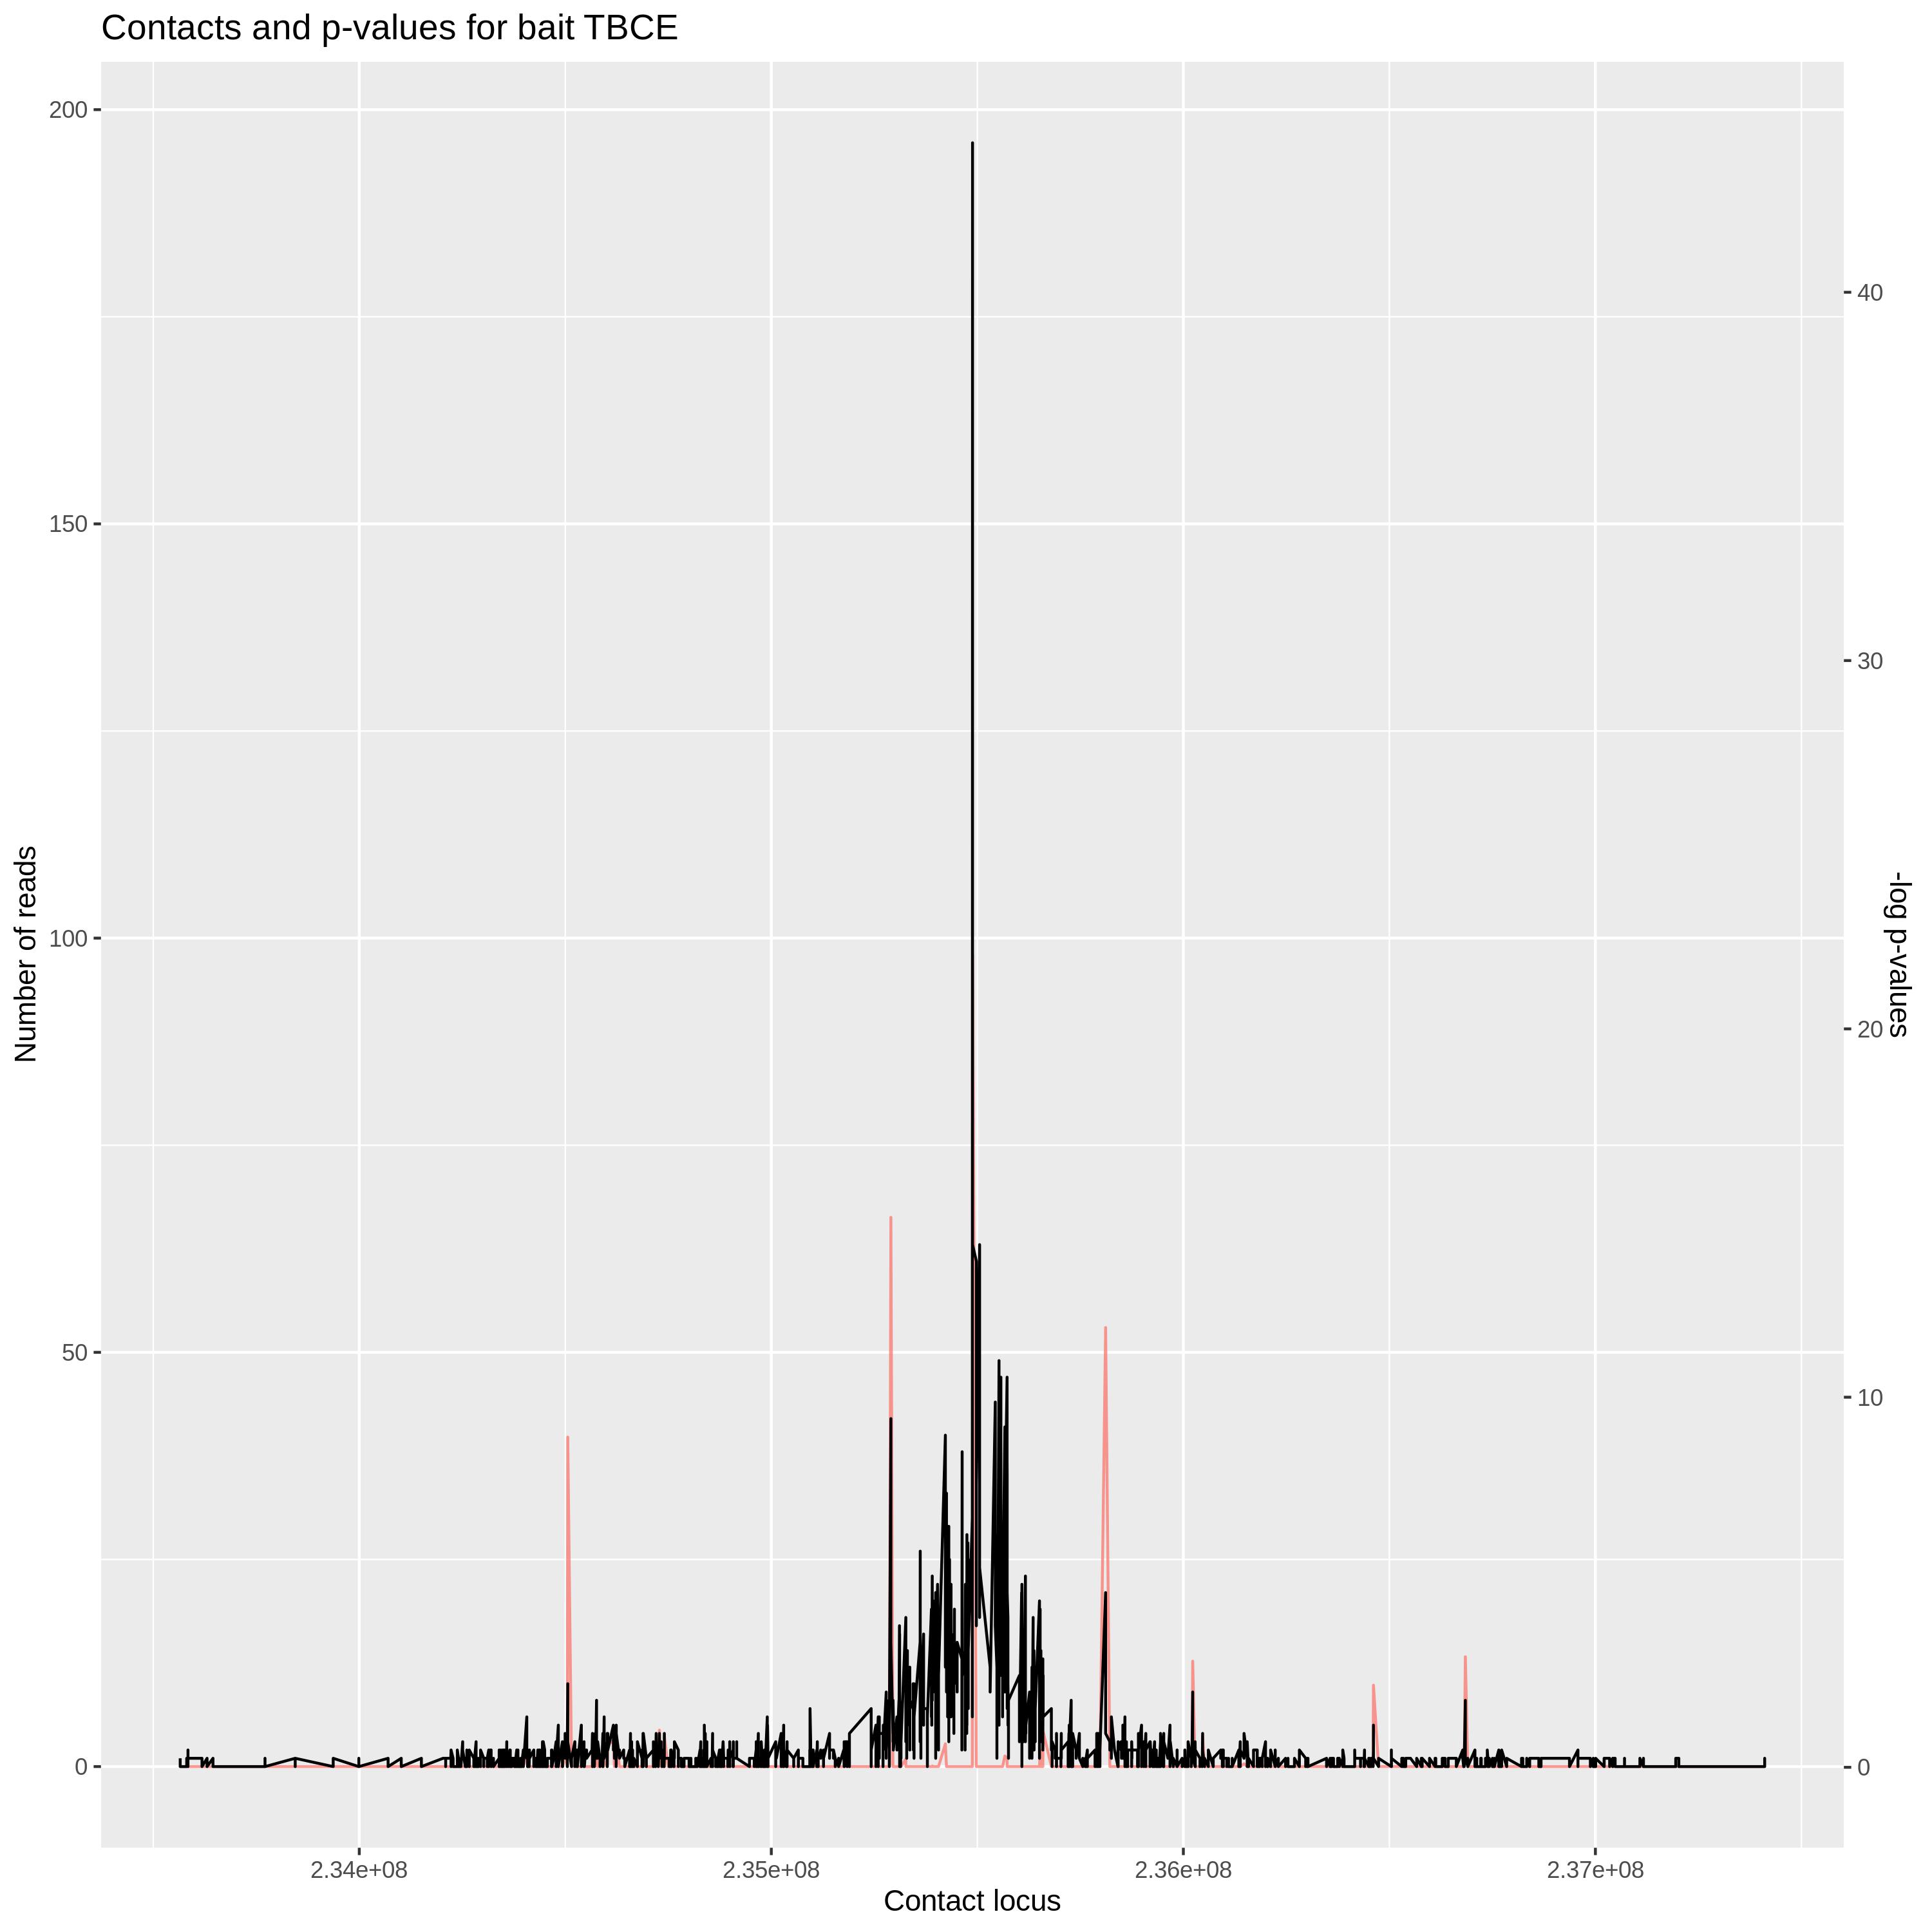 Contacts and p-values for bait TBCE
200
150
100
50
0
Number of reads
40
30
20
10
0
-log p-values
2.34e+08 2.35e+08 2.36e+08 2.37e+08
Contact locus